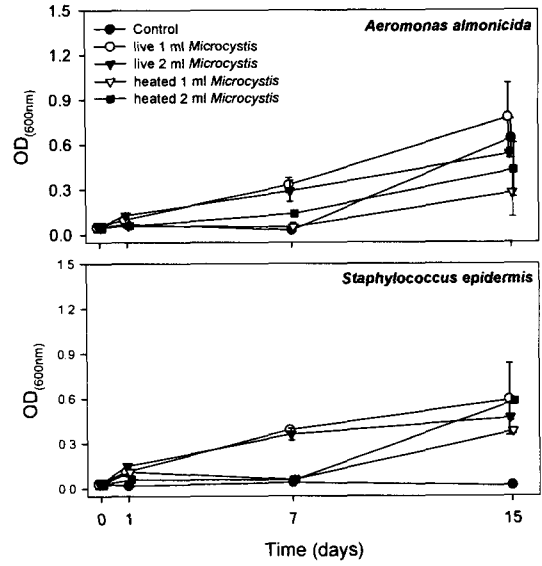 1.5
Aeromonas almonicida
Control
live 1 ml Microcystis
live 2 ml Microcystis
heated 1 ml Microcystis
heated 2 ml Microcystis
1.2
0.9
0.6
0.3
0.0
OD(600nm)
1.5
Staphylococcus epidermis
1.2
0.9
0.6
0.3
0.0
OD(600nm)
0 1 7 15
Time (days)